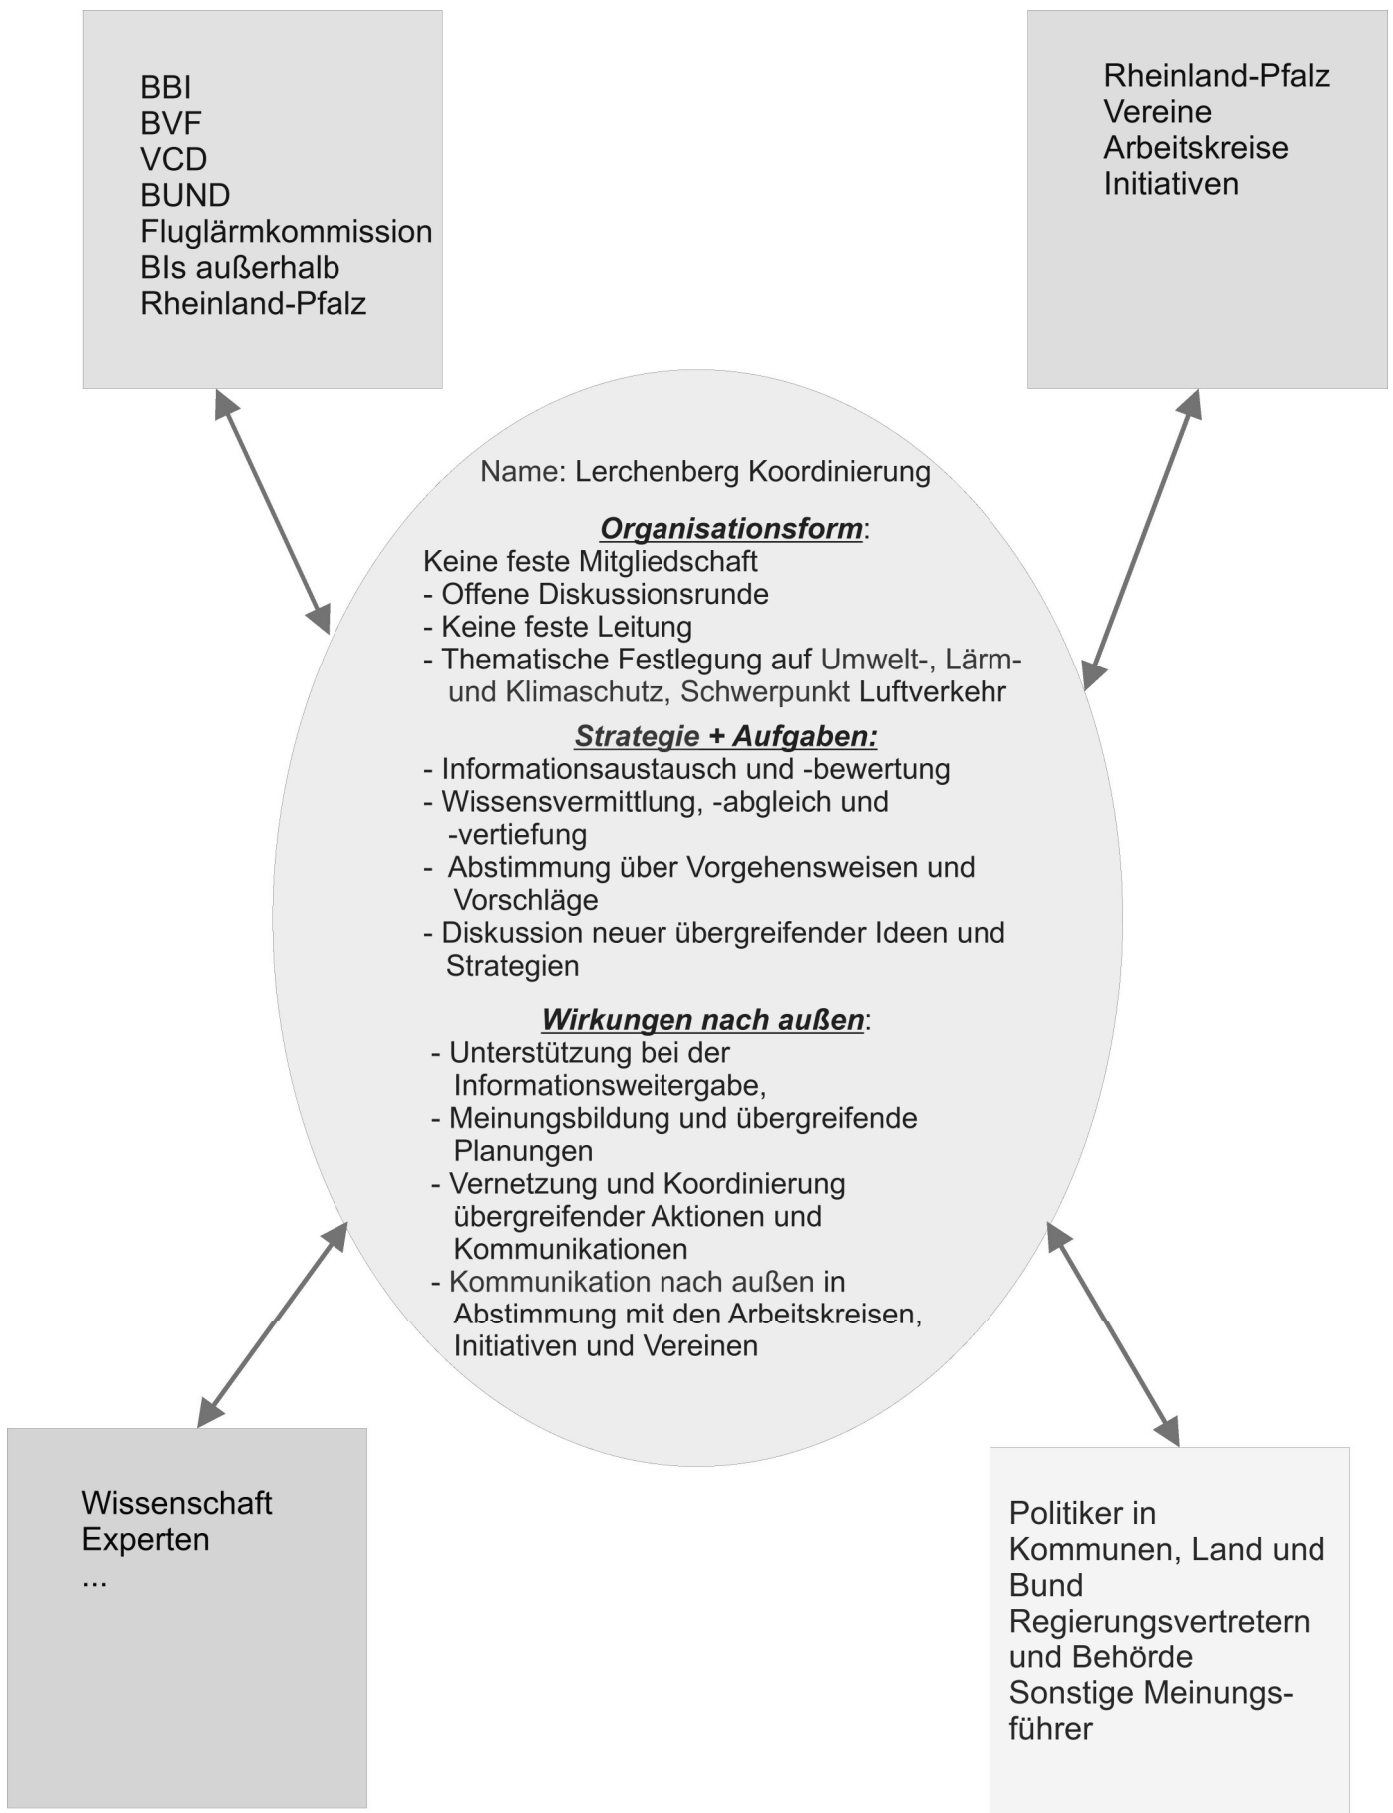 BBI
BVF
VCD
BUND
Fluglärmkommission
BIs außerhalb
Rheinland-Pfalz
Rheinland-Pfalz
Vereine
Arbeitskreise
Initiativen
Name: Lerchenberg Koordinierung
Organisationsform:
Keine feste Mitgliedschaft
- Offene Diskussionsrunde
- Keine feste Leitung
- Thematische Festlegung auf Umwelt-, Lärm-
und Klimaschutz, Schwerpunkt Luftverkehr
Strategie + Aufgaben:
- Informationsaustausch und -bewertung
- Wissensvermittlung, -abgleich und
-vertiefung
- Abstimmung über Vorgehensweisen und
Vorschläge
- Diskussion neuer übergreifender Ideen und
Strategien
Wirkungen nach außen:
- Unterstützung bei der
Informationsweitergabe,
- Meinungsbildung und übergreifende
Planungen
- Vernetzung und Koordinierung
übergreifender Aktionen und
Kommunikationen
- Kommunikation nach außen in
Abstimmung mit den Arbeitskreisen,
Initiativen und Vereinen
Wissenschaft
Experten
...
Politiker in
Kommunen, Land und
Bund
Regierungsvertretern
und Behörde
Sonstige Meinungs-
führer